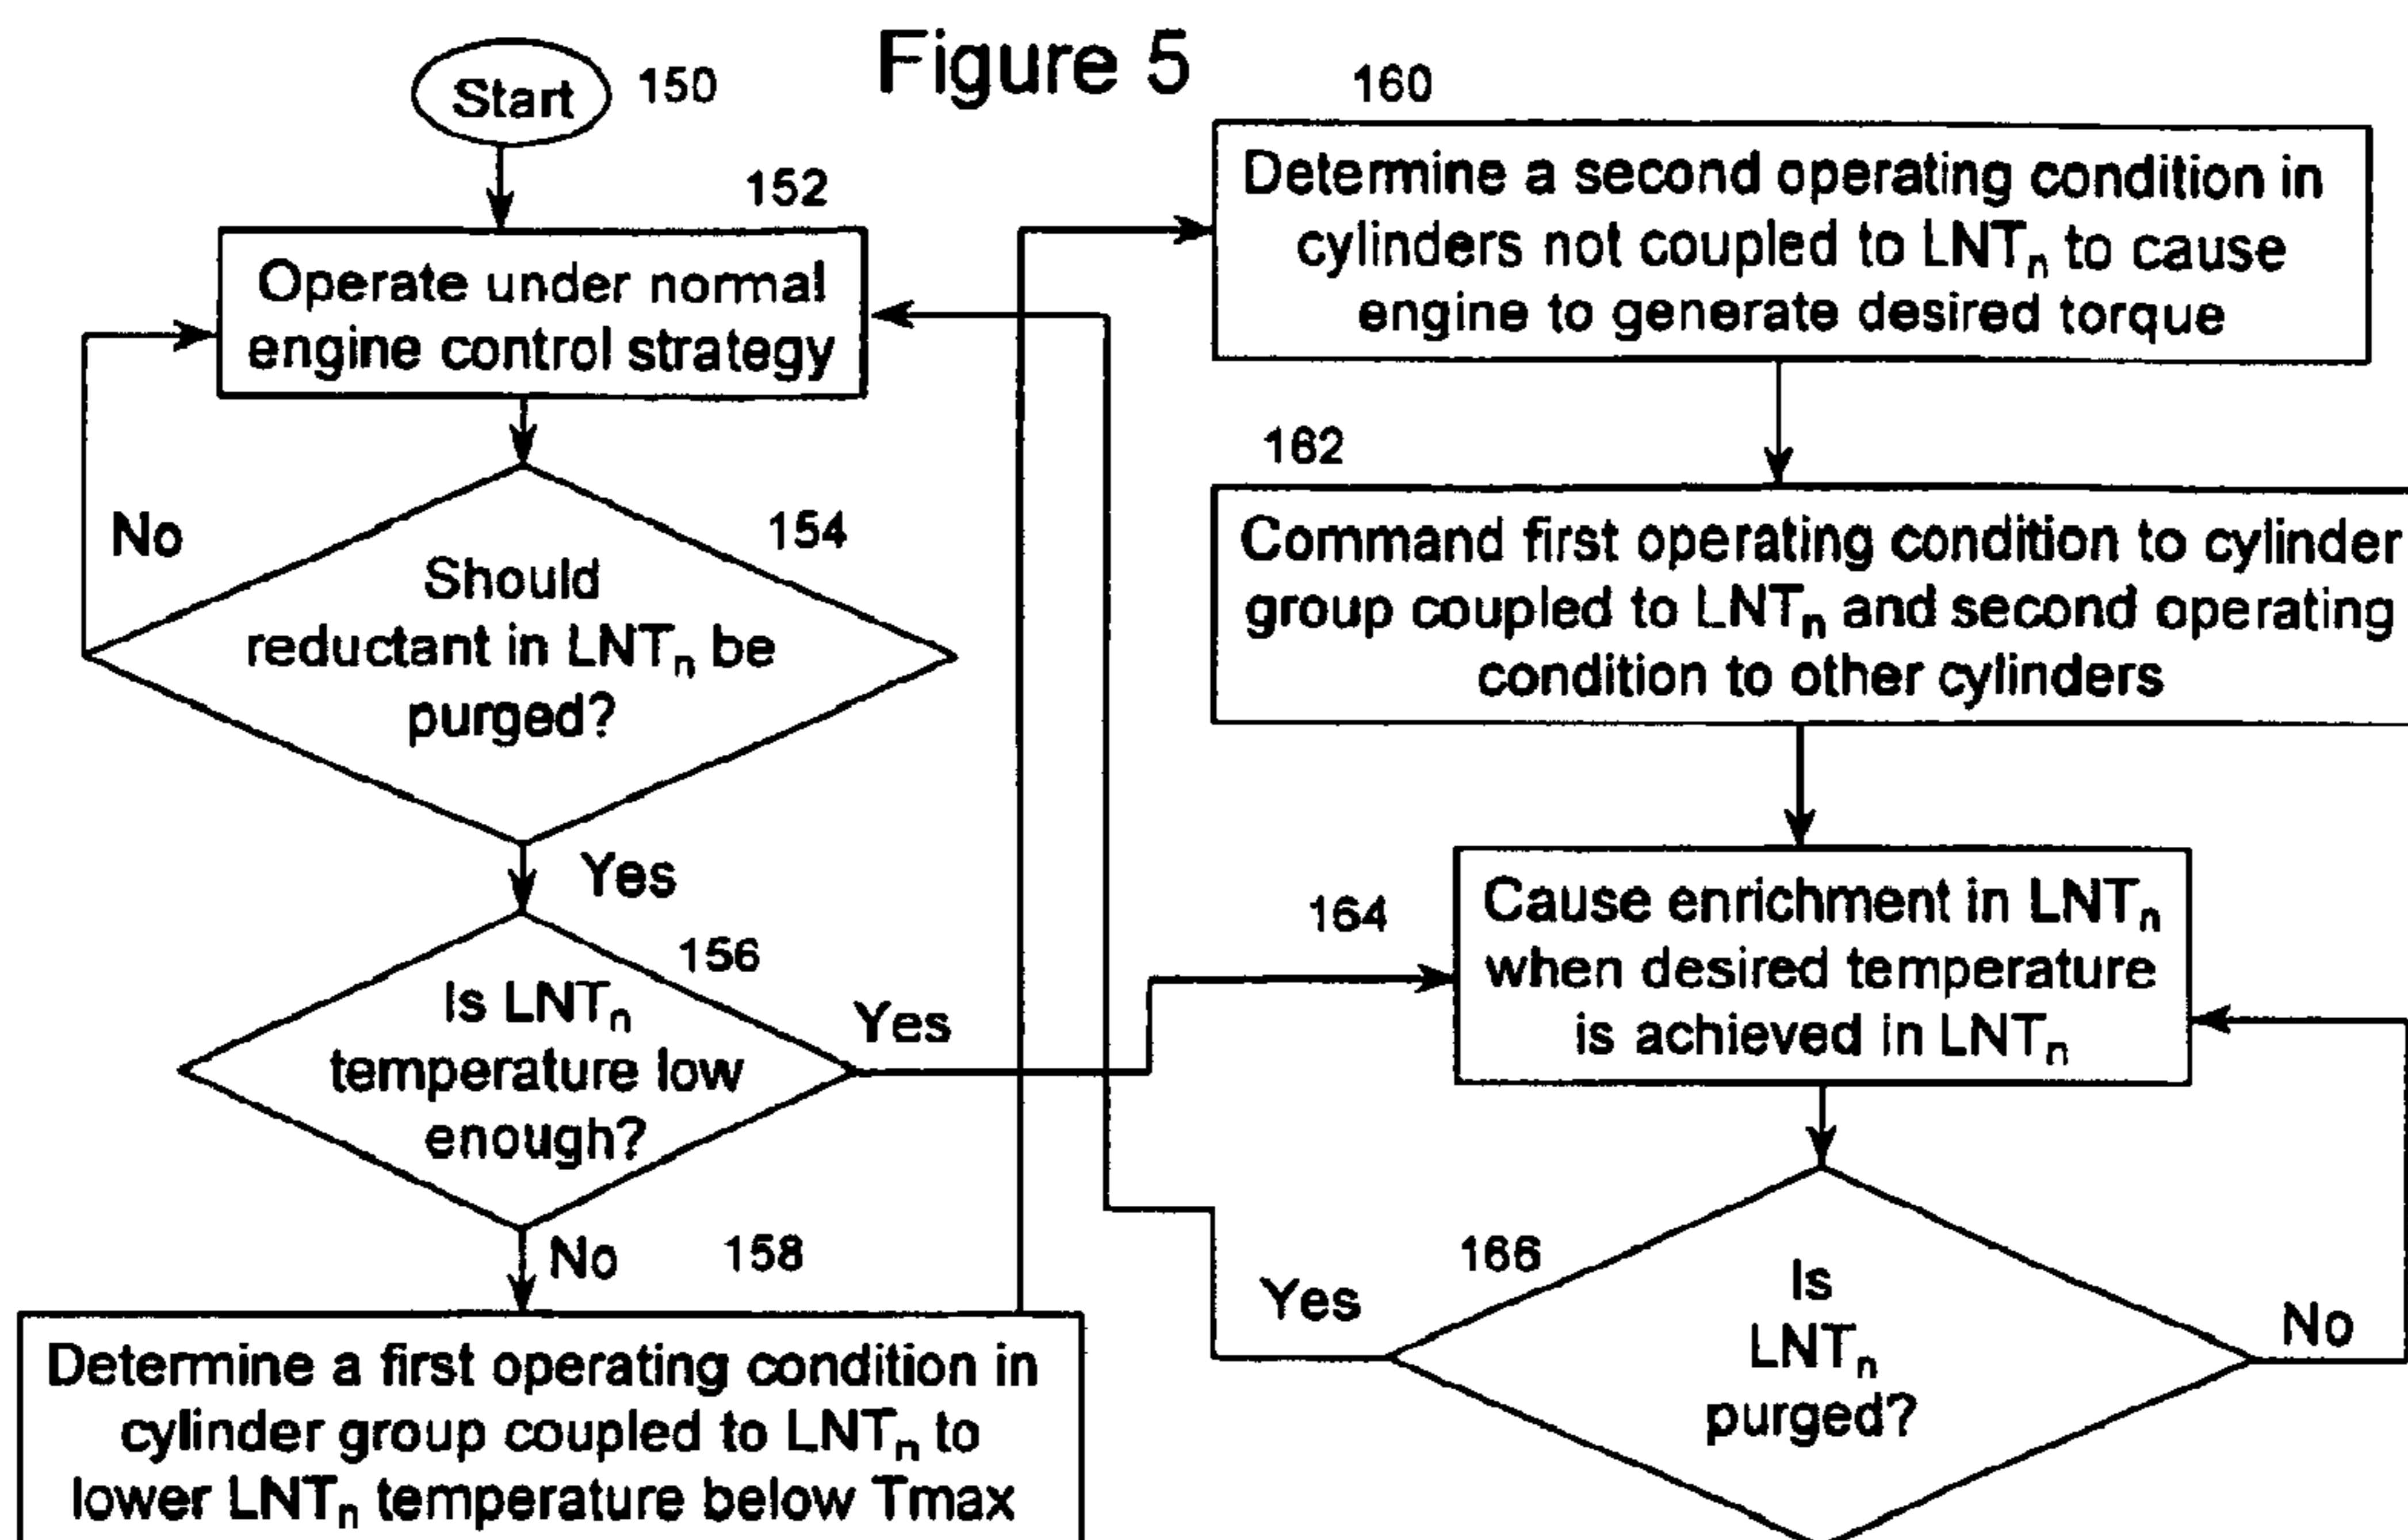 Figure 5
Start
150
152
Operate under normal
engine control strategy
No
154
Should
reductant in LNTn be
purged?
Yes
156
Is LNTn
temperature low
enough?
Yes
No
158
Determine a first operating condition in
cylinder group coupled to LNTn to
lower LNTn temperature below Tmax
160
Determine a second operating condition in
cylinders not coupled to LNTn to cause
engine to generate desired torque
162
Command first operating condition to cylinder
group coupled to LNTn and second operating
condition to other cylinders
164
Cause enrichment in LNTn
when desired temperature
is achieved in LNTn
166
Is
LNTn
purged?
Yes
No